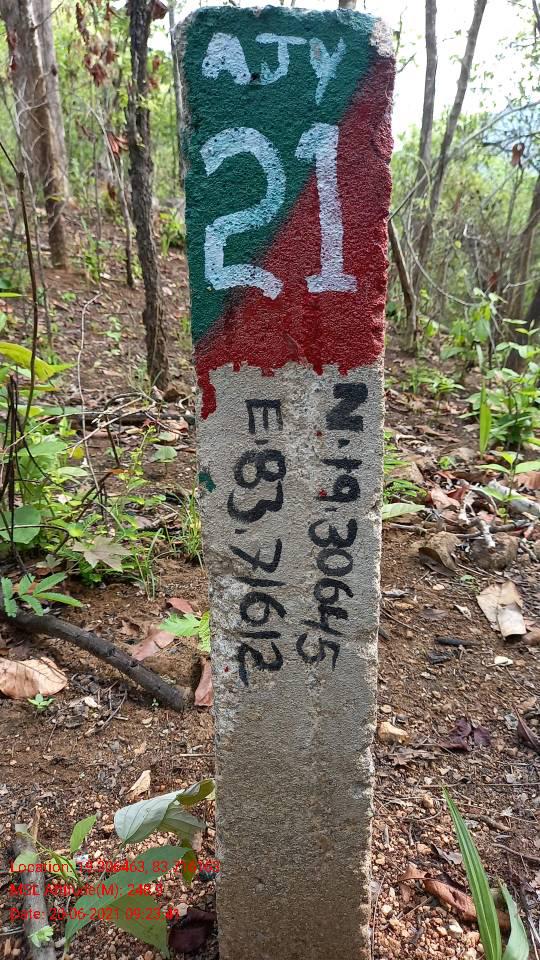 AJY
21
N.19.30645
E.83.71612
Location: 19.306463, 83.716163
MSL Altitude(M): 248.9
Date: 20-06-2021 09:23